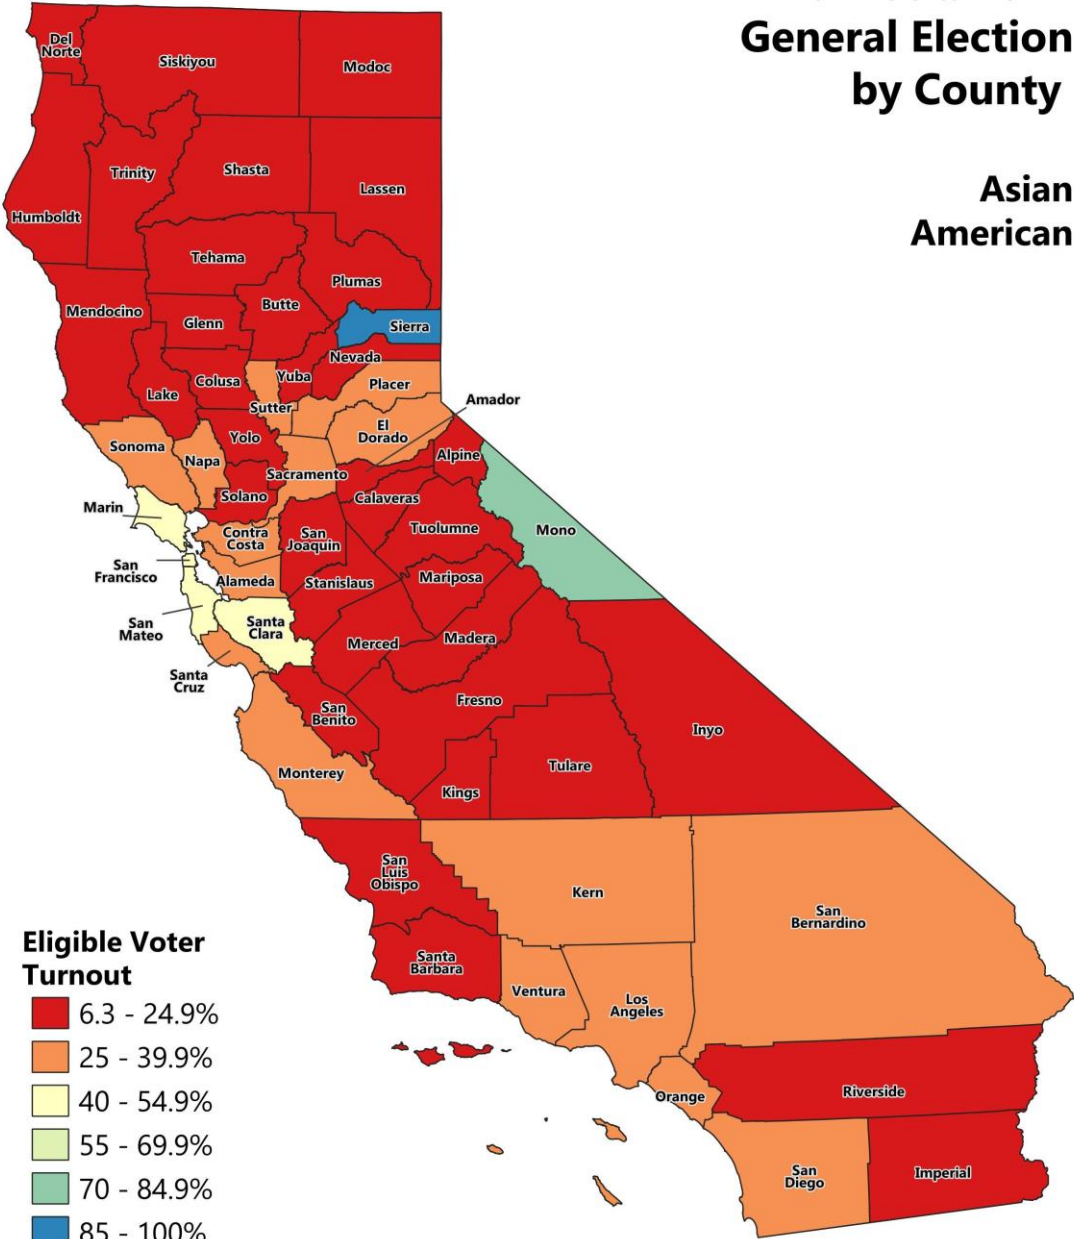 General Election
by County
Asian
American
Del
Norte
Siskiyou
Modoc
Trinity
Shasta
Lassen
Humboldt
Tehama
Plumas
Mendocino
Glenn
Butte
Sierra
Nevada
Lake
Colusa
Yuba
Placer
Sutter
Amador
El
Dorado
Sonoma
Napa
Yolo
Sacramento
Alpine
Solano
Calaveras
Marin
Contra
Costa
San
Joaquin
Tuolumne
Mono
San
Francisco
Alameda
Stanislaus
Mariposa
San
Mateo
Santa
Clara
Merced
Madera
Santa
Cruz
San
Benito
Fresno
Inyo
Monterey
Kings
Tulare
San
Luis
Obispo
Kern
San
Bernardino
Santa
Barbara
Ventura
Los
Angeles
Orange
Riverside
San
Diego
Imperial
Eligible Voter
Turnout
6.3 - 24.9%
25 - 39.9%
40 - 54.9%
55 - 69.9%
70 - 84.9%
85 - 100%